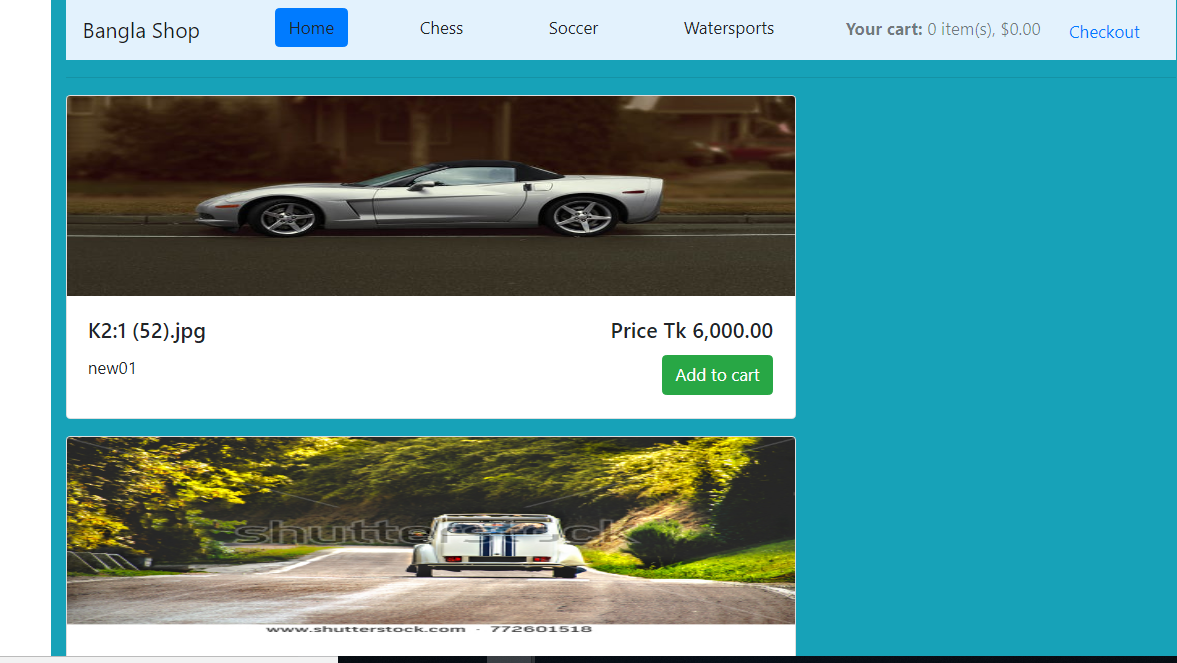 Bangla Shop Home Chess Soccer Watersports Your cart: 0 item(s), $0.00 Checkout
K2:1 (52).jpg Price Tk 6,000.00
new01 Add to cart
shutterstock
www.shutterstock.com · 772601518